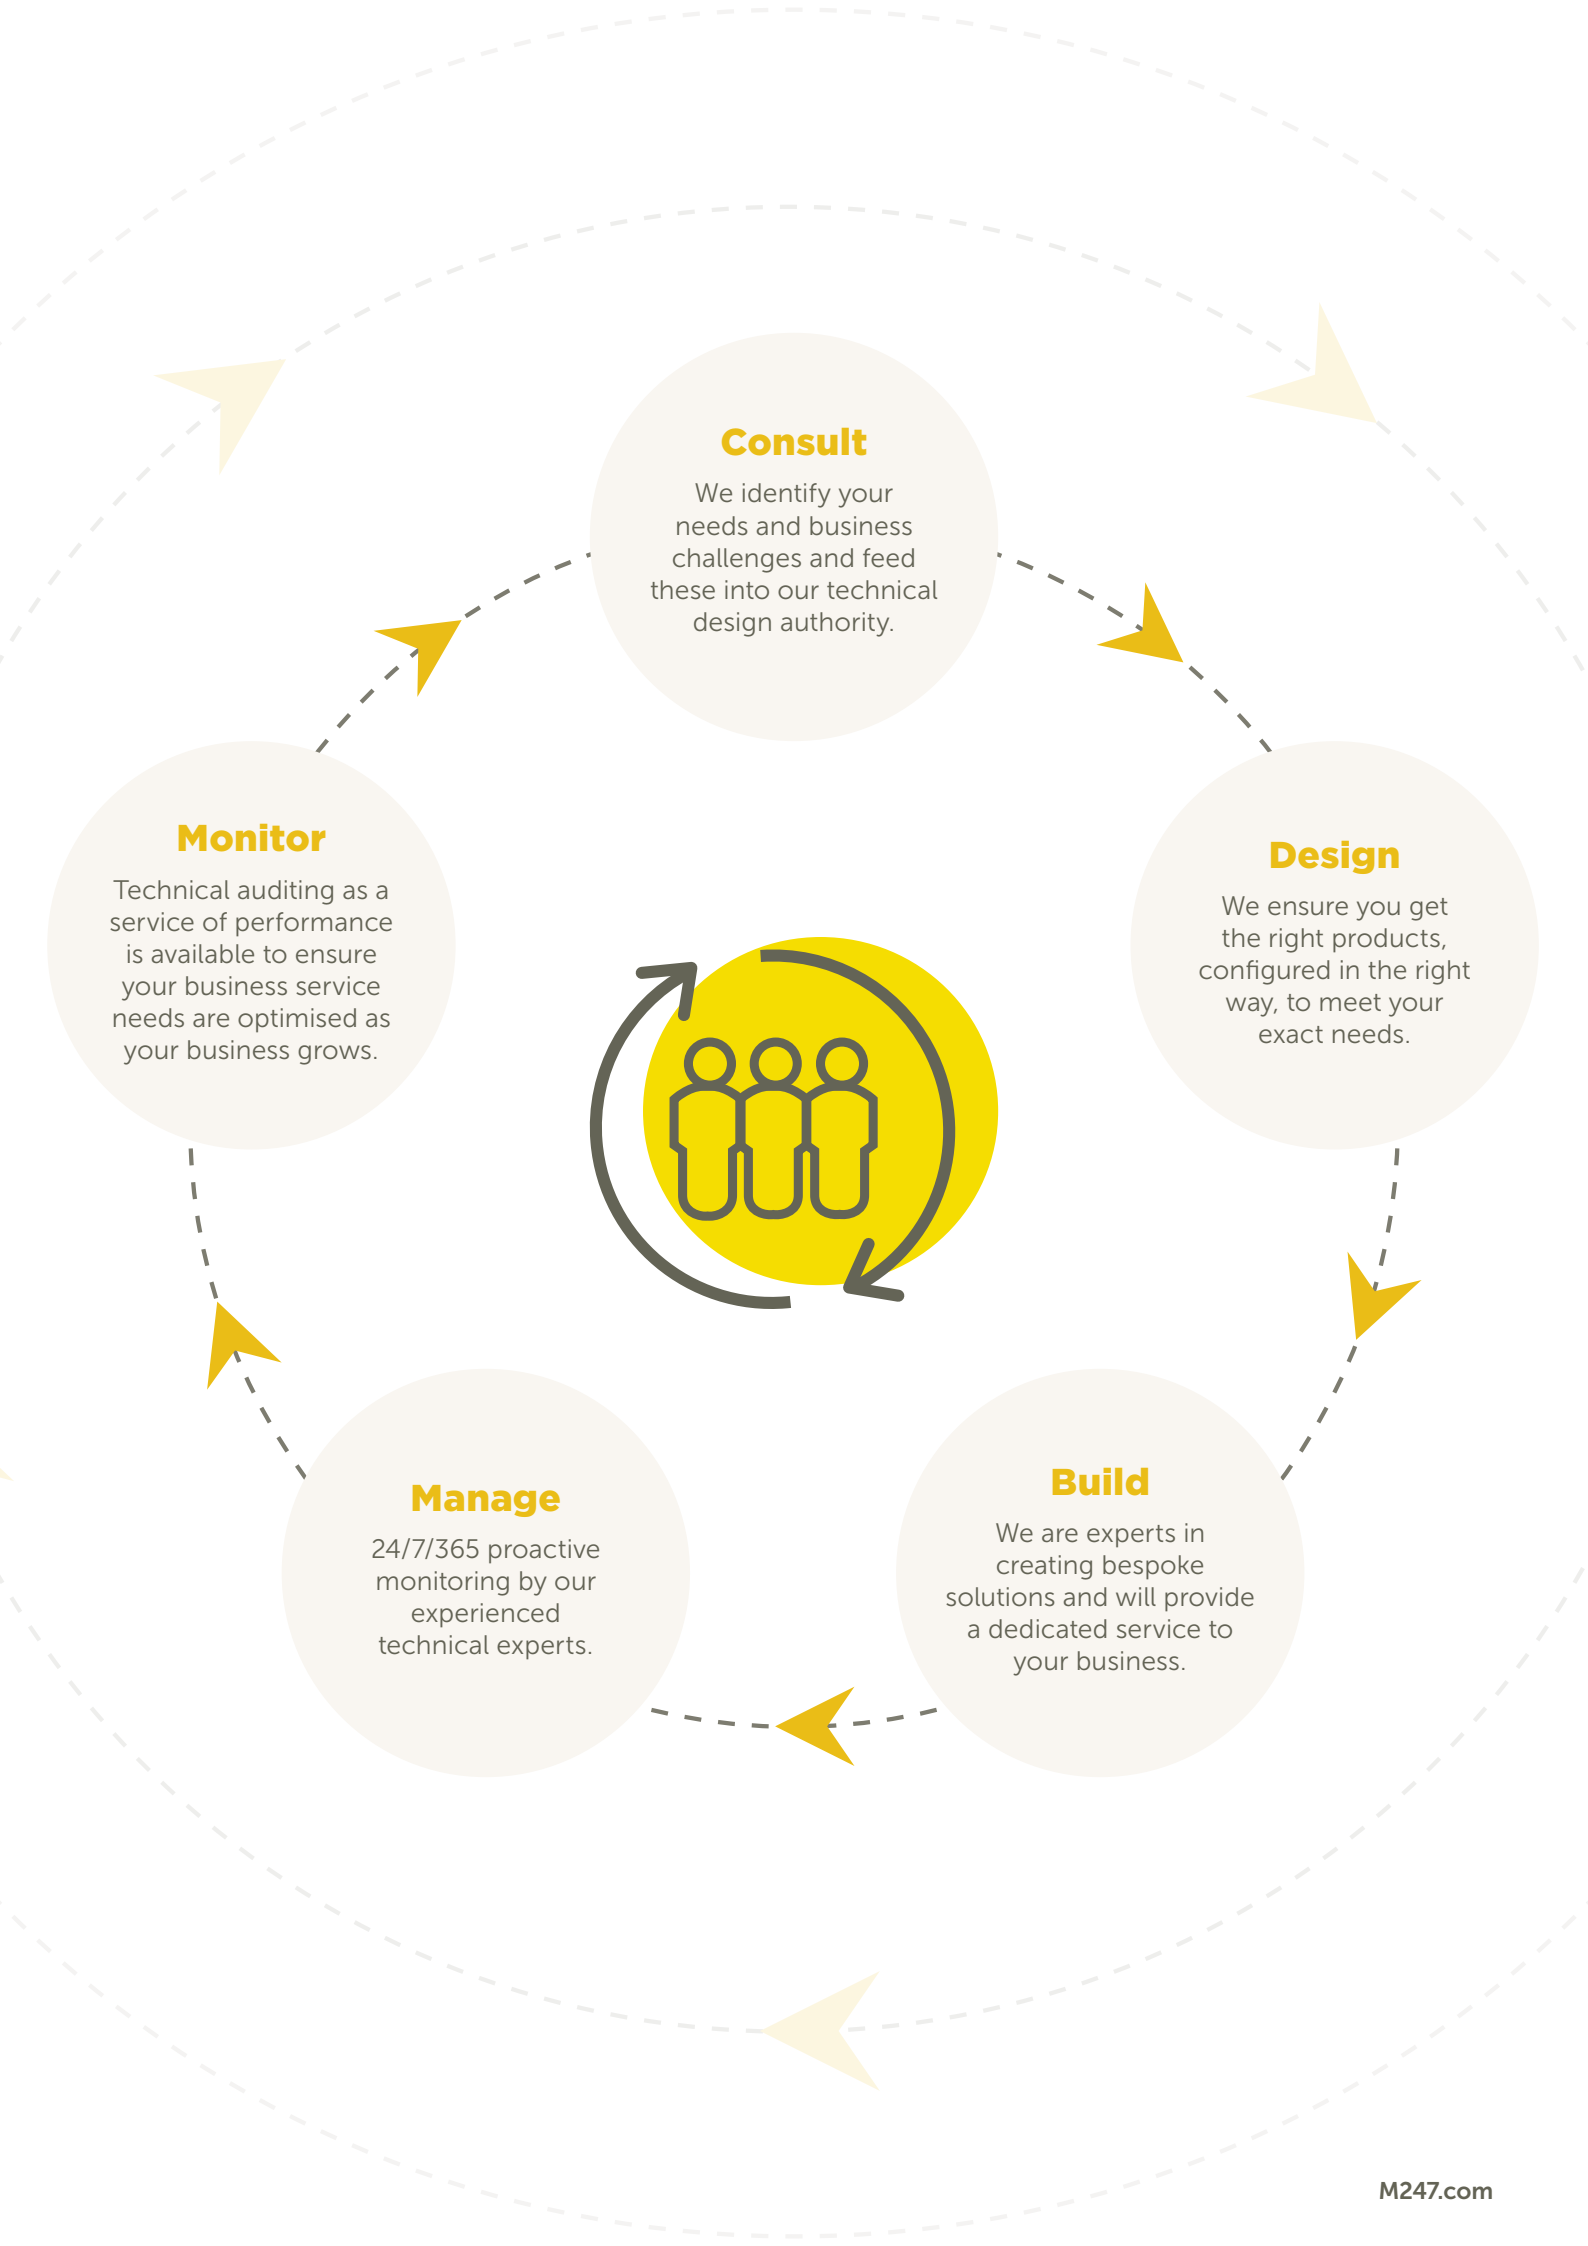 Consult
We identify your
needs and business
challenges and feed
these into our technical
design authority.
Design
We ensure you get
the right products,
configured in the right
way, to meet your
exact needs.
Build
We are experts in
creating bespoke
solutions and will provide
a dedicated service to
your business.
Manage
24/7/365 proactive
monitoring by our
experienced
technical experts.
Monitor
Technical auditing as a
service of performance
is available to ensure
your business service
needs are optimised as
your business grows.
M247.com